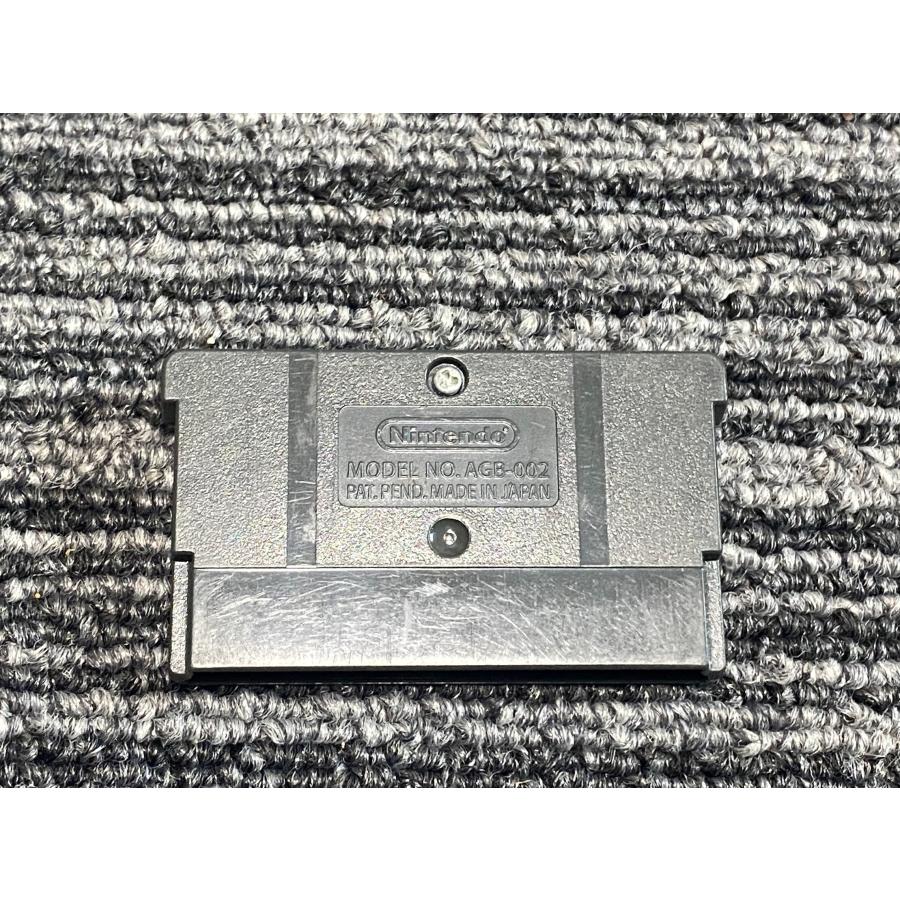 Nintendo®
MODEL NO. AGB-002
PAT. PEND. MADE IN JAPAN